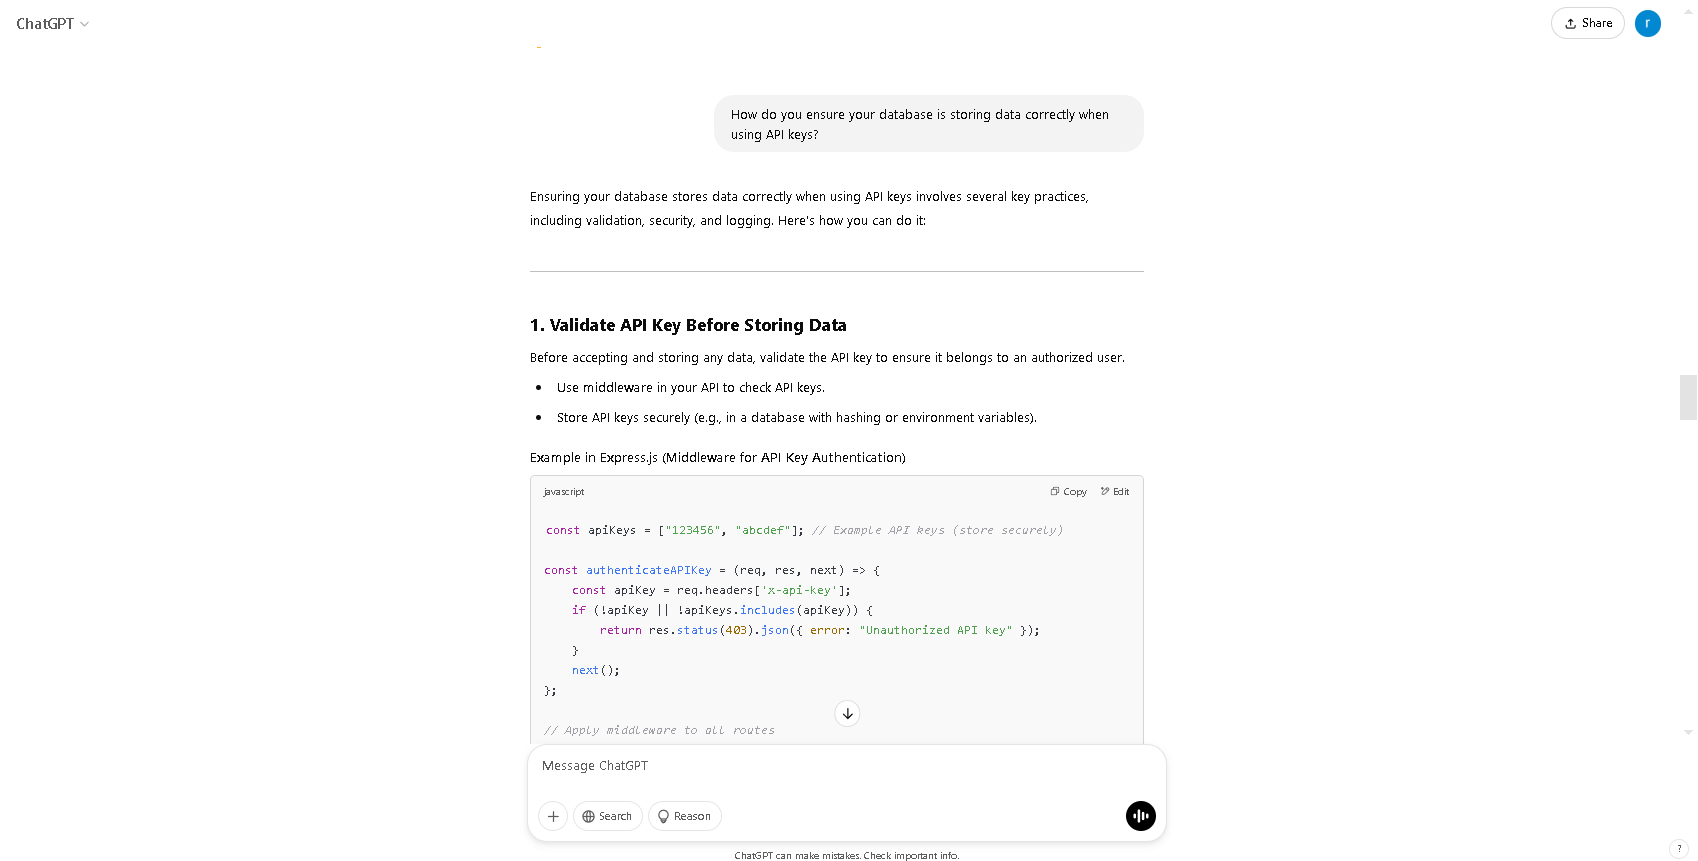 ChatGPT
Share
r
How do you ensure your database is storing data correctly when
using API keys?
Ensuring your database stores data correctly when using API keys involves several key practices,
including validation, security, and logging. Here's how you can do it:
1. Validate API Key Before Storing Data
Before accepting and storing any data, validate the API key to ensure it belongs to an authorized user.
• Use middleware in your API to check API keys.
• Store API keys securely (e.g., in a database with hashing or environment variables).
Example in Express.js (Middleware for API Key Authentication)
javascript
Copy
Edit
const apiKeys = ["123456", "abcdef"]; // Example API keys (store securely)
const authenticateAPIKey = (req, res, next) => {
    const apiKey = req.headers['x-api-key'];
    if (!apiKey || !apiKeys.includes(apiKey)) {
        return res.status(403).json({ error: "Unauthorized API key" });
    }
    next();
};
// Apply middleware to all routes
Message ChatGPT
Search
Reason
ChatGPT can make mistakes. Check important info.
?